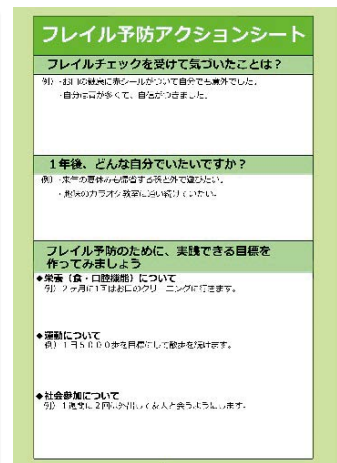 フレイル予防アクションシート
フレイルチェックを受けて気づいたことは？
例）・お口の健康に赤シールがついて自分でも意外でした。
・自分は青が多くて、自信がつきました。
1年後、どんな自分でいたいですか？
例）・来年の夏休みも帰省する孫と外で遊びたい。
・趣味のカラオケ教室に通い続けていたい。
フレイル予防のために、実践できる目標を
作ってみましょう
◆栄養（食・口腔機能）について
例）２ヶ月に1回はお口のクリーニングに行きます。
◆運動について
例）１日５０００歩を目標にして散歩を続けます。
◆社会参加について
例）１週間に２回は外出して友人と会うようにします。